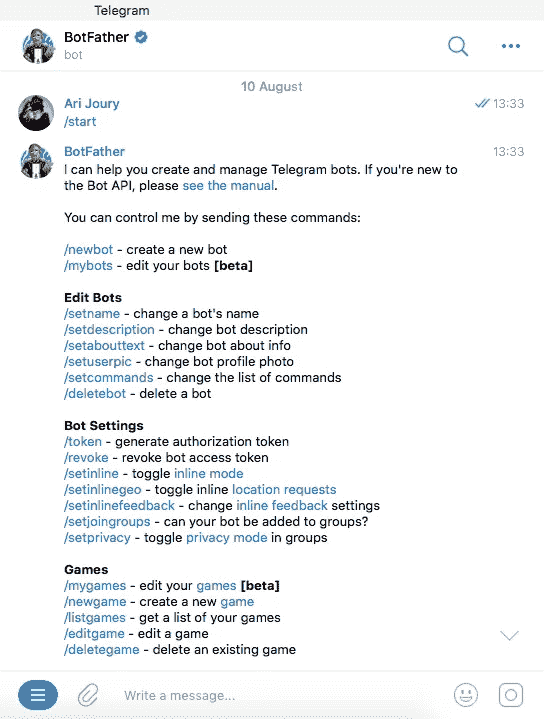 Telegram
BotFather
bot
10 August
Ari Joury
13:33
/start
BotFather
13:33
I can help you create and manage Telegram bots. If you're new to
the Bot API, please see the manual.
You can control me by sending these commands:
/newbot - create a new bot
/mybots - edit your bots [beta]
Edit Bots
/setname - change a bot's name
/setdescription - change bot description
/setabouttext - change bot about info
/setuserpic - change bot profile photo
/setcommands - change the list of commands
/deletebot - delete a bot
Bot Settings
/token - generate authorization token
/revoke - revoke bot access token
/setinline - toggle inline mode
/setinlinegeo - toggle inline location requests
/setinlinefeedback - change inline feedback settings
/setjoingroups - can your bot be added to groups?
/setprivacy - toggle privacy mode in groups
Games
/mygames - edit your games [beta]
/newgame - create a new game
/listgames - get a list of your games
/editgame - edit a game
/deletegame - delete an existing game
Write a message...